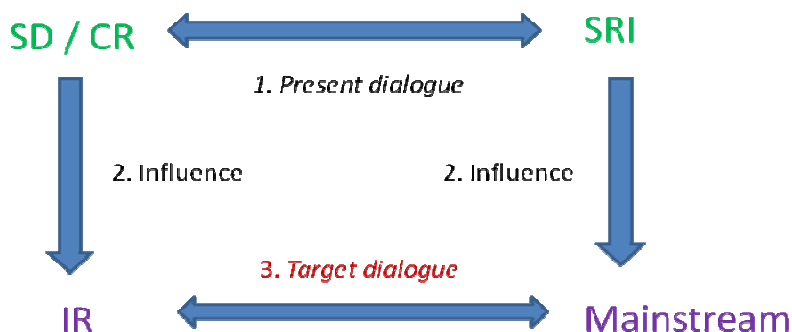 SD / CR
SRI
1. Present dialogue
2. Influence
2. Influence
3. Target dialogue
IR
Mainstream